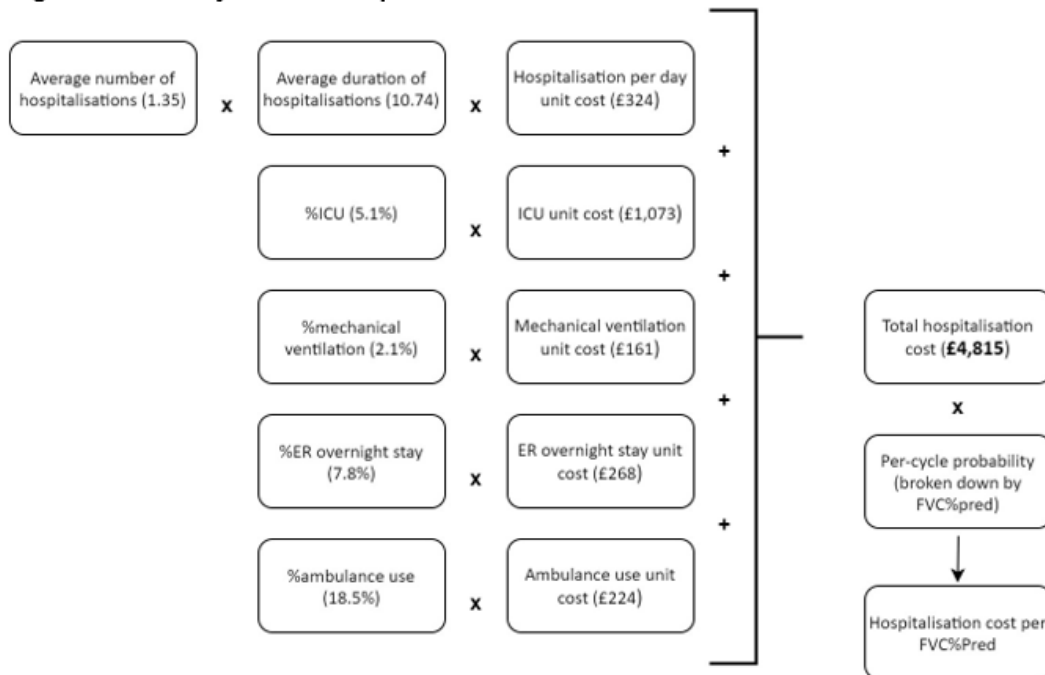 Average number of
hospitalisations (1.35)
x
Average duration of
hospitalisations (10.74)
x
Hospitalisation per day
unit cost (£324)
+
%ICU (5.1%)
x
ICU unit cost (£1,073)
+
%mechanical
ventilation (2.1%)
x
Mechanical ventilation
unit cost (£161)
+
%ER overnight stay
(7.8%)
x
ER overnight stay unit
cost (£268)
+
%ambulance use
(18.5%)
x
Ambulance use unit
cost (£224)
Total hospitalisation
cost (£4,815)
x
Per-cycle probability
(broken down by
FVC%pred)
Hospitalisation cost per
FVC%Pred